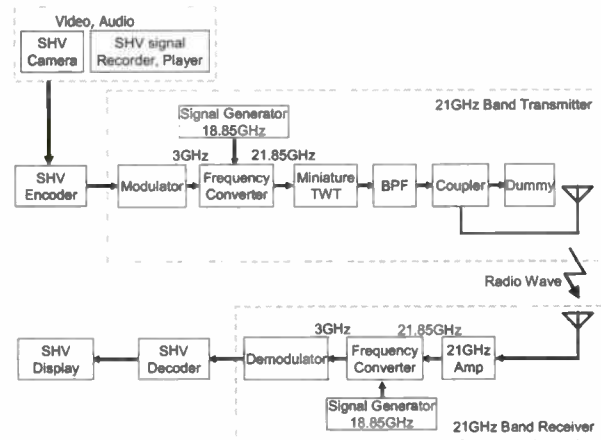 Video, Audio
SHV
Camera
SHV signal
Recorder, Player
21GHz Band Transmitter
Signal Generator
18.85GHz
3GHz
21.85GHz
SHV
Encoder
Modulator
Frequency
Converter
Miniature
TWT
BPF
Coupler
Dummy
Radio Wave
3GHz
21.85GHz
SHV
Display
SHV
Decoder
Demodulator
Frequency
Converter
21GHz
Amp
Signal Generator
18.85GHz
21GHz Band Receiver